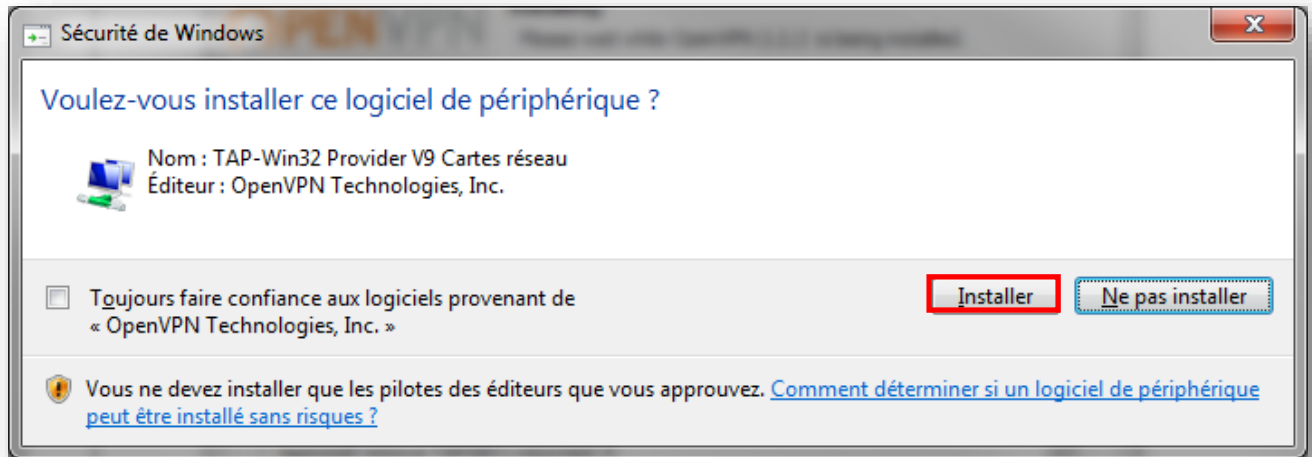 Sécurité de Windows
Voulez-vous installer ce logiciel de périphérique ?
Nom : TAP-Win32 Provider V9 Cartes réseau
Éditeur : OpenVPN Technologies, Inc.
Toujours faire confiance aux logiciels provenant de
« OpenVPN Technologies, Inc. »
Installer
Ne pas installer
Vous ne devez installer que les pilotes des éditeurs que vous approuvez. Comment déterminer si un logiciel de périphérique
peut être installé sans risques ?